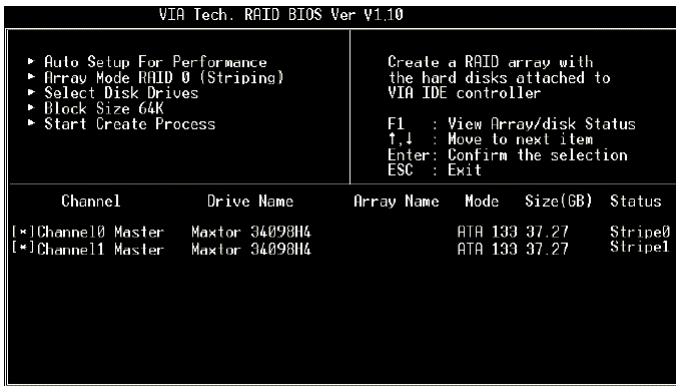 VIA Tech. RAID BIOS Ver V1.10
► Auto Setup For Performance
► Array Mode RAID 0 (Striping)
► Select Disk Drives
► Block Size 64K
► Start Create Process
Create a RAID array with
the hard disks attached to
VIA IDE controller
F1 : View Array/disk Status
↑,↓ : Move to next item
Enter: Confirm the selection
ESC : Exit
Channel Drive Name Array Name Mode Size(GB) Status
[*]Channel0 Master Maxtor 34098H4 ATA 133 37.27 Stripe0
[*]Channel1 Master Maxtor 34098H4 ATA 133 37.27 Stripe1